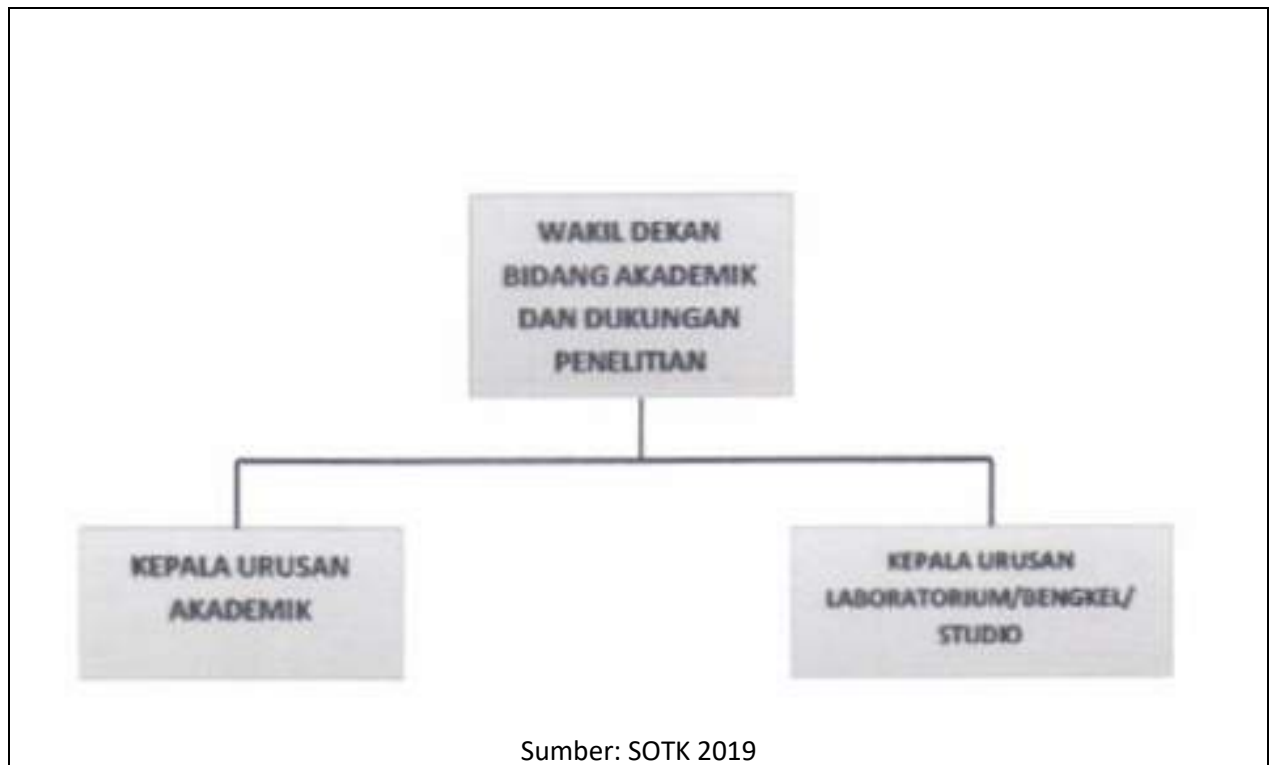 WAKIL DEKAN
BIDANG AKADEMIK
DAN DUKUNGAN
PENELITIAN
KEPALA URUSAN
AKADEMIK
KEPALA URUSAN
LABORATORIUM/BENGKEL/
STUDIO
Sumber: SOTK 2019